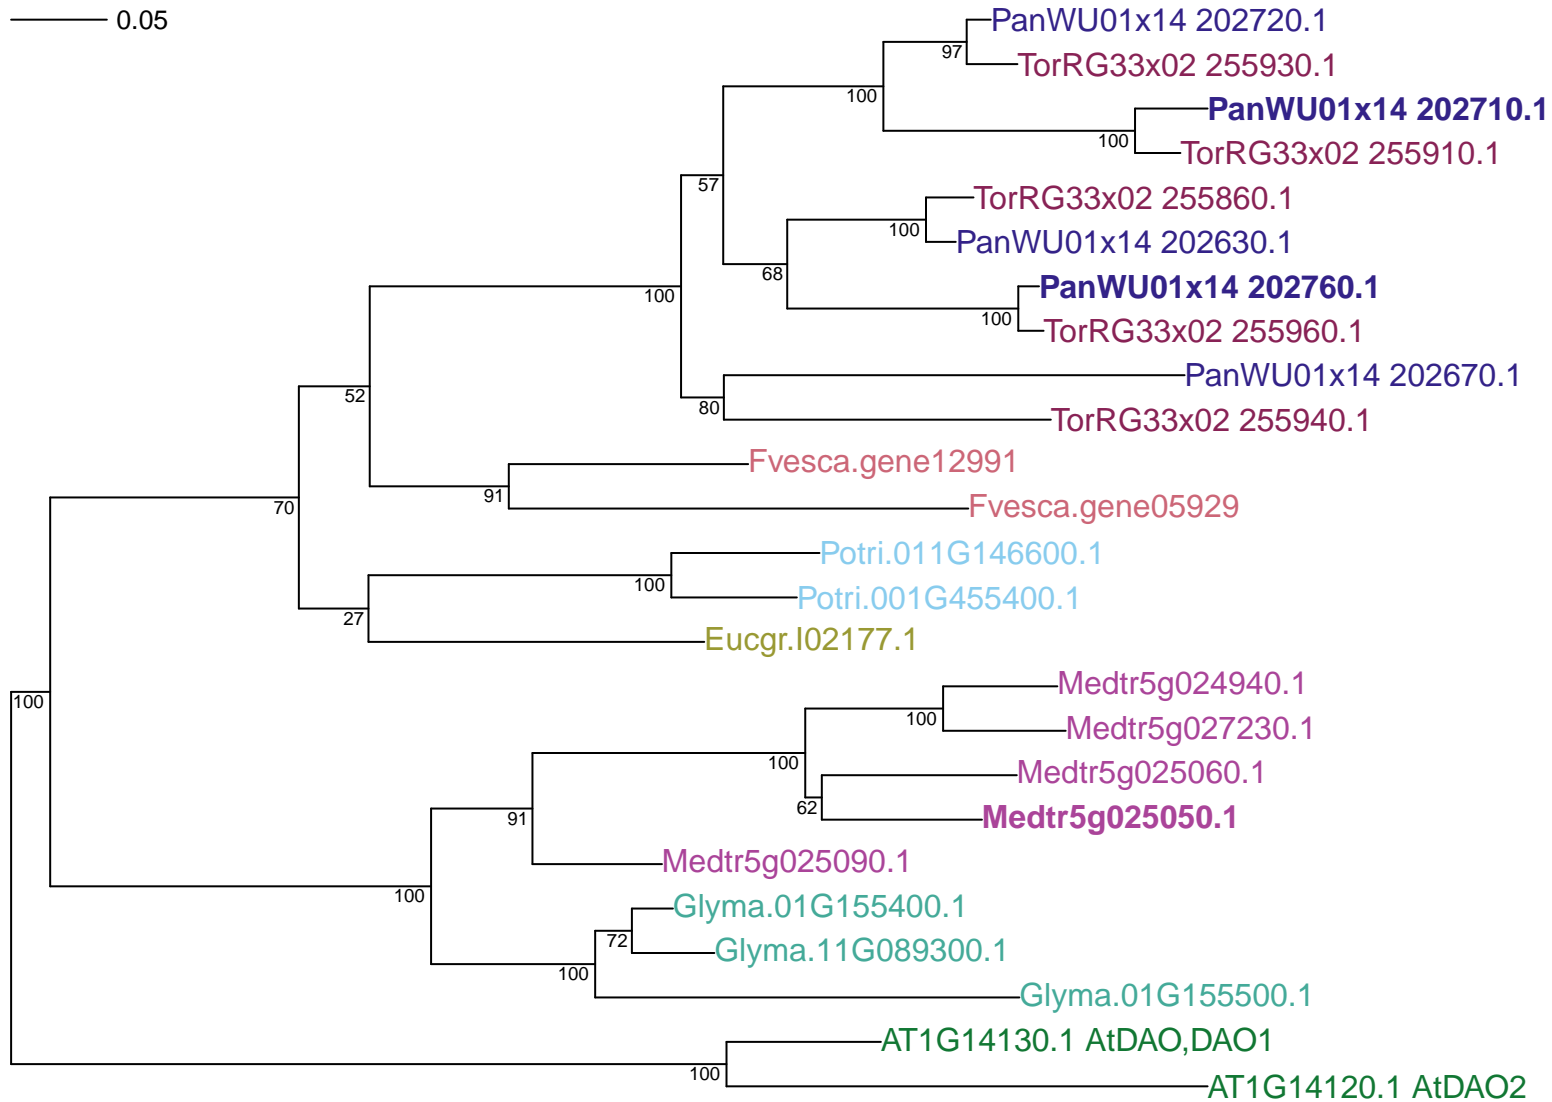 0.05
PanWU01x14 202720.1
97
TorRG33x02 255930.1
100
PanWU01x14 202710.1
100
TorRG33x02 255910.1
57
TorRG33x02 255860.1
100
PanWU01x14 202630.1
68
PanWU01x14 202760.1
100
100
TorRG33x02 255960.1
PanWU01x14 202670.1
52
80
TorRG33x02 255940.1
Fvesca.gene12991
91
70
Fvesca.gene05929
Potri.011G146600.1
100
Potri.001G455400.1
27
Eucgr.I02177.1
Medtr5g024940.1
100
100
Medtr5g027230.1
100
Medtr5g025060.1
62
91
Medtr5g025050.1
Medtr5g025090.1
100
Glyma.01G155400.1
72
Glyma.11G089300.1
100
Glyma.01G155500.1
AT1G14130.1 AtDAO,DAO1
100
AT1G14120.1 AtDAO2